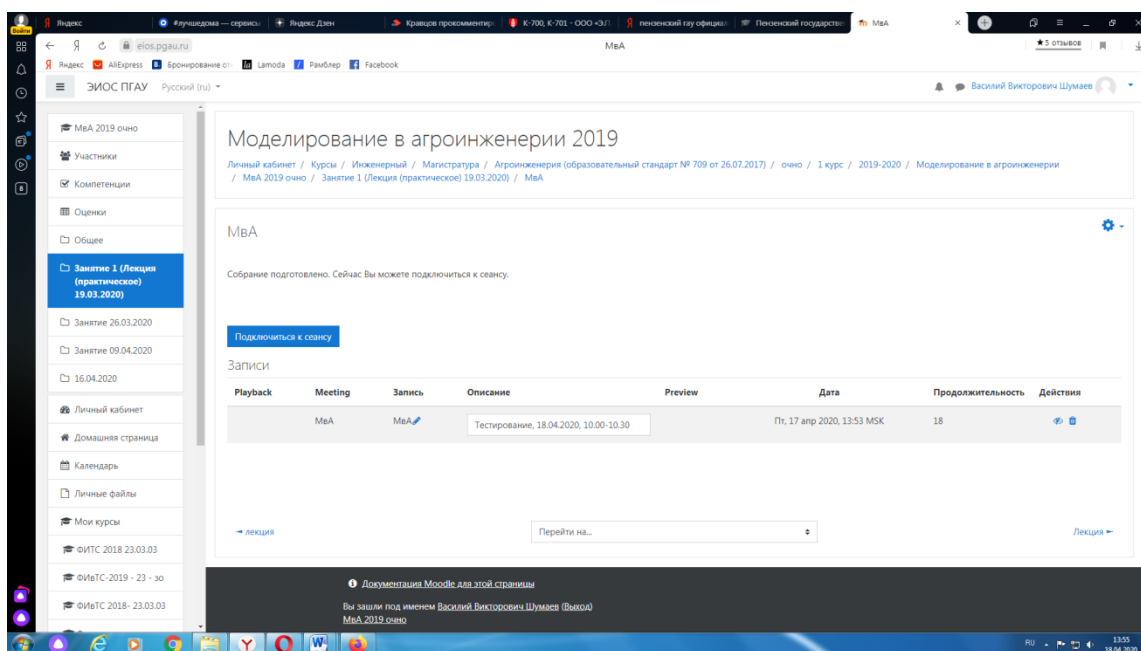 Яндекс
#лучшедома — сервисы
Яндекс Дзен
Кравцов прокомментиро
К-700, К-701 - ООО «ЭЛ
пензенский гау официал
Пензенский государстве
МвА
Войти
eios.pgau.ru
МвА
★ 5 отзывов
Яндекс
AliExpress
Бронирование от
Lamoda
Рамблер
Facebook
ЭИОС ПГАУ
Русский (ru)
Василий Викторович Шумаев
МвА 2019 очно
Участники
Компетенции
Оценки
Общее
Занятие 1 (Лекция
(практическое)
19.03.2020)
Занятие 26.03.2020
Занятие 09.04.2020
16.04.2020
Личный кабинет
Домашняя страница
Календарь
Личные файлы
Мои курсы
ФИТС 2018 23.03.03
ФИвТС-2019 - 23 - зо
ФИвТС 2018- 23.03.03
Моделирование в агроинженерии 2019
Личный кабинет / Курсы / Инженерный / Магистратура / Агроинженерия (образовательный стандарт № 709 от 26.07.2017) / очно / 1 курс / 2019-2020 / Моделирование в агроинженерии
/ МвА 2019 очно / Занятие 1 (Лекция (практическое) 19.03.2020) / МвА
МвА
Собрание подготовлено. Сейчас Вы можете подключиться к сеансу.
Подключиться к сеансу
Записи
Playback Meeting Запись Описание Preview Дата Продолжительность Действия
МвА МвА Тестирование, 18.04.2020, 10.00-10.30 Пт, 17 апр 2020, 13:53 MSK 18
◄ лекция
Перейти на...
Лекция ►
Документация Moodle для этой страницы
Вы зашли под именем Василий Викторович Шумаев (Выход)
МвА 2019 очно
RU
13:55
18.04.2020